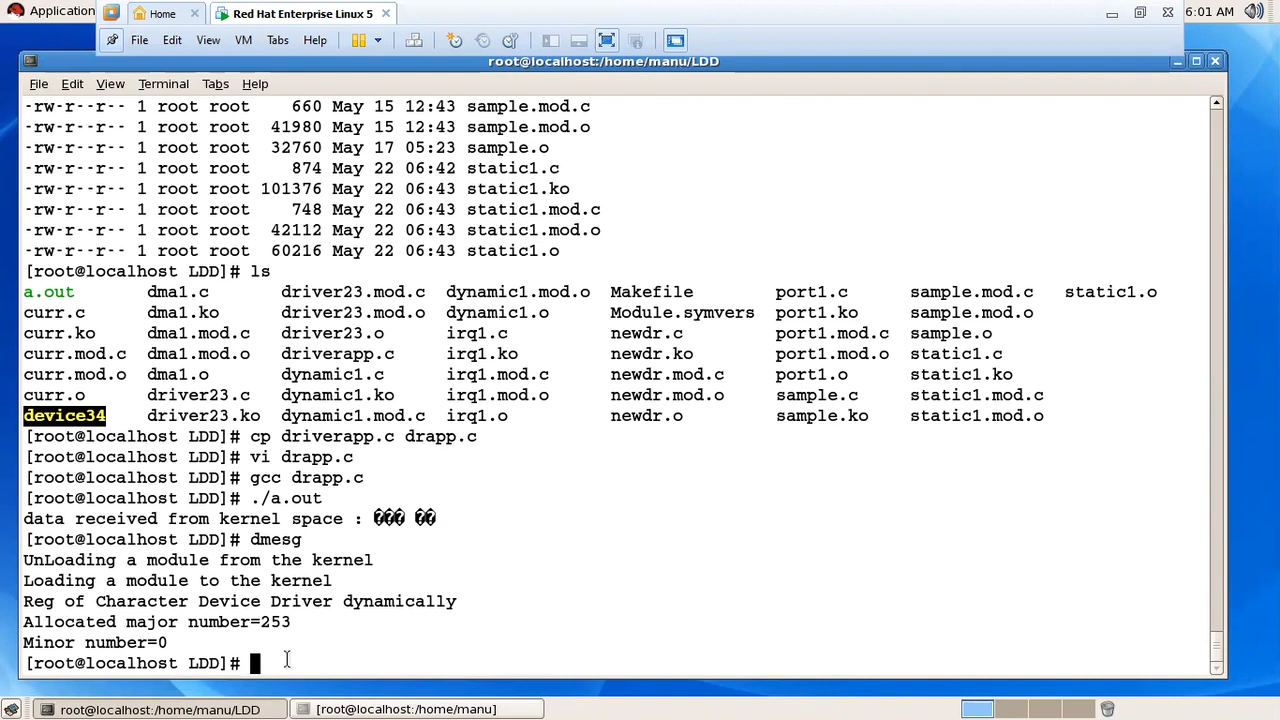 Application
Home
Red Hat Enterprise Linux 5
6:01 AM
File Edit View VM Tabs Help
root@localhost:/home/manu/LDD
File Edit View Terminal Tabs Help
-rw-r--r-- 1 root root    660 May 15 12:43 sample.mod.c
-rw-r--r-- 1 root root  41980 May 15 12:43 sample.mod.o
-rw-r--r-- 1 root root  32760 May 17 05:23 sample.o
-rw-r--r-- 1 root root    874 May 22 06:42 static1.c
-rw-r--r-- 1 root root 101376 May 22 06:43 static1.ko
-rw-r--r-- 1 root root    748 May 22 06:43 static1.mod.c
-rw-r--r-- 1 root root  42112 May 22 06:43 static1.mod.o
-rw-r--r-- 1 root root  60216 May 22 06:43 static1.o
[root@localhost LDD]# ls
a.out dma1.c driver23.mod.c dynamic1.mod.o Makefile port1.c sample.mod.c static1.o
curr.c dma1.ko driver23.mod.o dynamic1.o Module.symvers port1.ko sample.mod.o
curr.ko dma1.mod.c driver23.o irq1.c newdr.c port1.mod.c sample.o
curr.mod.c dma1.mod.o driverapp.c irq1.ko newdr.ko port1.mod.o static1.c
curr.mod.o dma1.o dynamic1.c irq1.mod.c newdr.mod.c port1.o static1.ko
curr.o driver23.c dynamic1.ko irq1.mod.o newdr.mod.o sample.c static1.mod.c
device34 driver23.ko dynamic1.mod.c irq1.o newdr.o sample.ko static1.mod.o
[root@localhost LDD]# cp driverapp.c drapp.c
[root@localhost LDD]# vi drapp.c
[root@localhost LDD]# gcc drapp.c
[root@localhost LDD]# ./a.out
data received from kernel space : ��� ��
[root@localhost LDD]# dmesg
UnLoading a module from the kernel
Loading a module to the kernel
Reg of Character Device Driver dynamically
Allocated major number=253
Minor number=0
[root@localhost LDD]#
root@localhost:/home/manu/LDD
[root@localhost:/home/manu]